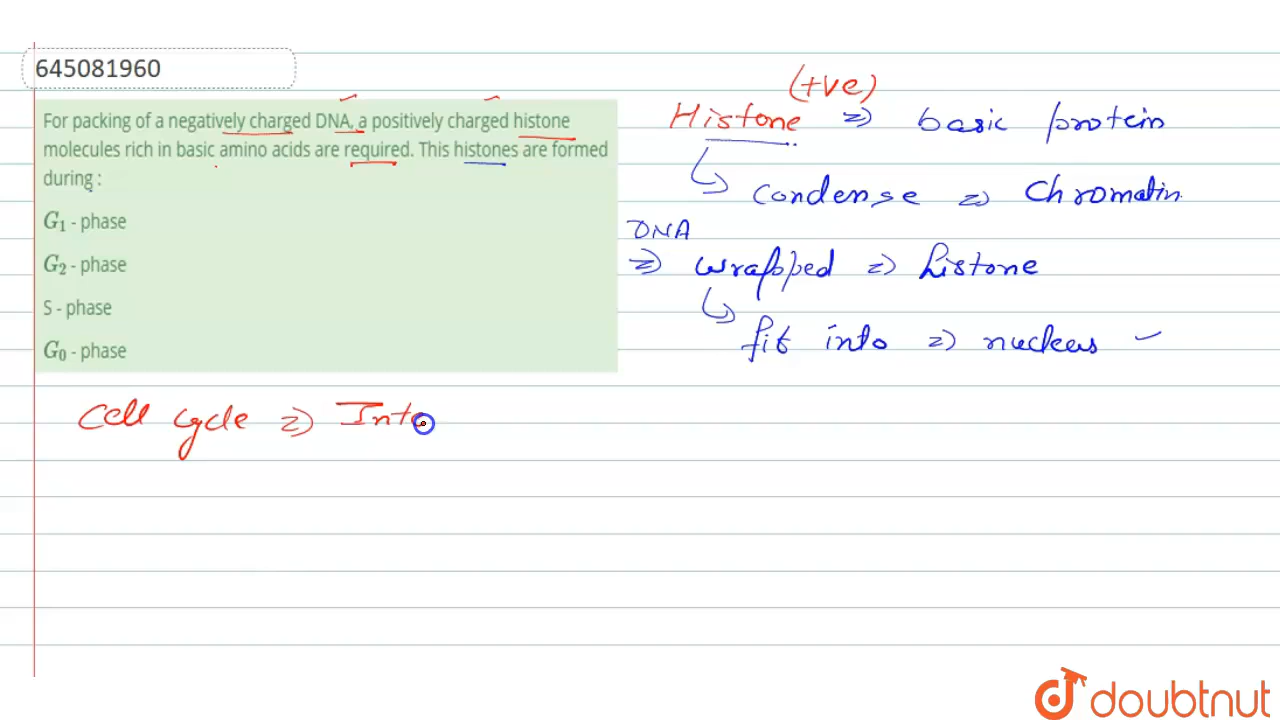 645081960
For packing of a negatively charged DNA, a positively charged histone
molecules rich in basic amino acids are required. This histones are formed
during :
G₁ - phase
G₂ - phase
S - phase
G₀ - phase
(+ve)
Histone ⇒ basic protein
↳ Condense ⇒ Chromatin
DNA
⇒ wrapped ⇒ histone
↳ fit into ⇒ nucleus
Cell cycle ⇒ Inte
doubtnut